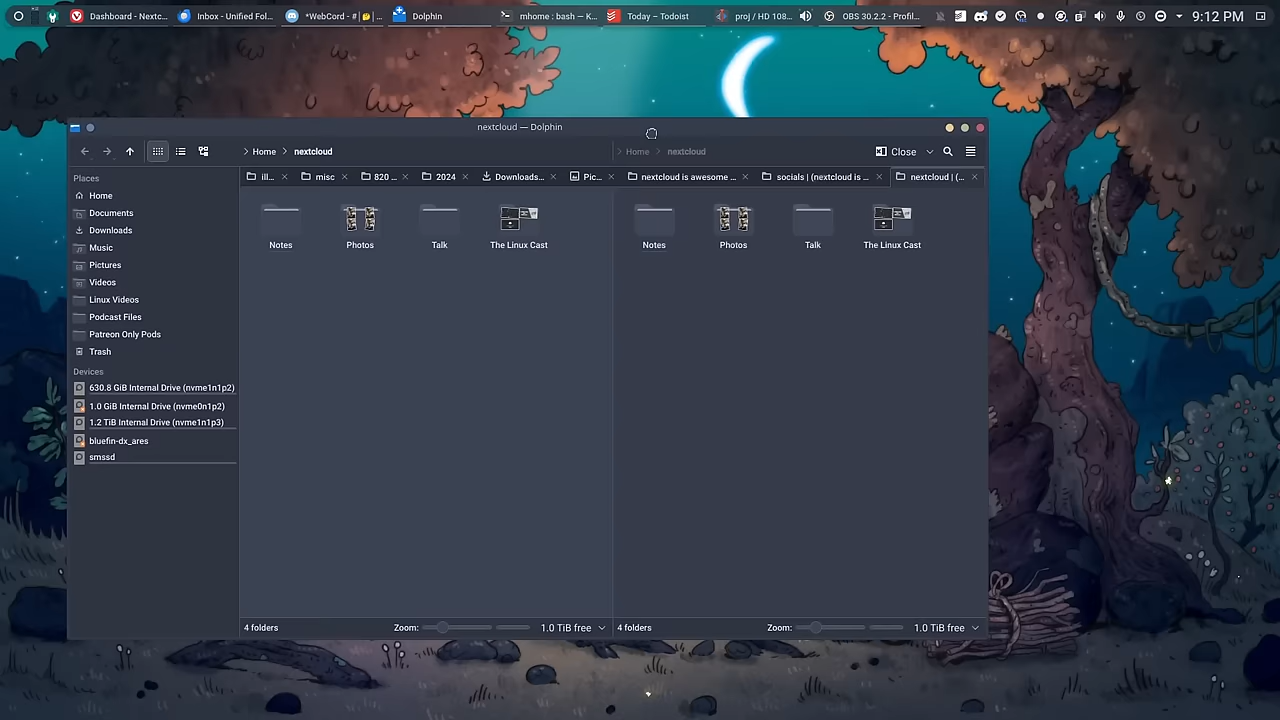 Dashboard - Nextc... Inbox - Unified Fol... *WebCord - # | 🤔 |... Dolphin mhome : bash — K... Today – Todoist proj / HD 108... OBS 30.2.2 - Profil... 9:12 PM
nextcloud — Dolphin
Home nextcloud Home nextcloud Close
ill... misc 820 ... 2024 Downloads... Pic... nextcloud is awesome ... socials | (nextcloud is ... nextcloud | (...
Places
Home
Documents
Downloads
Music
Pictures
Videos
Linux Videos
Podcast Files
Patreon Only Pods
Trash
Devices
630.8 GiB Internal Drive (nvme1n1p2)
1.0 GiB Internal Drive (nvme0n1p2)
1.2 TiB Internal Drive (nvme1n1p3)
bluefin-dx_ares
smssd
Notes Photos Talk The Linux Cast
Notes Photos Talk The Linux Cast
4 folders Zoom: 1.0 TiB free
4 folders Zoom: 1.0 TiB free